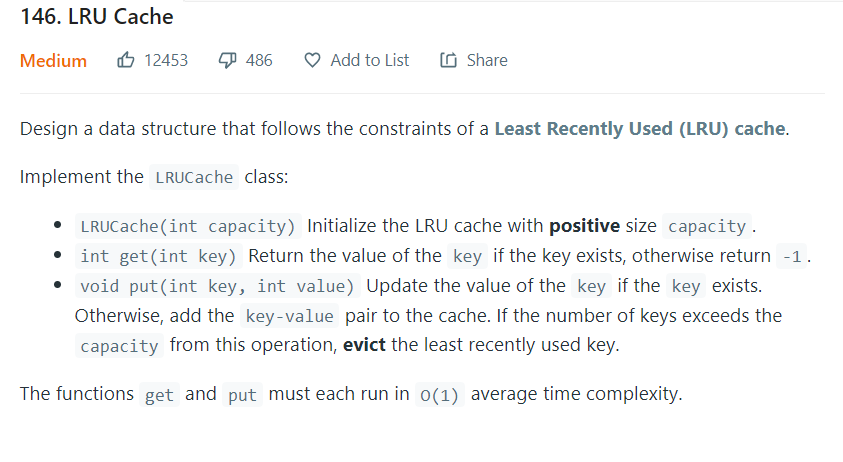 146. LRU Cache
Medium 12453 486 Add to List Share
Design a data structure that follows the constraints of a Least Recently Used (LRU) cache.
Implement the LRUCache class:
• LRUCache(int capacity) Initialize the LRU cache with positive size capacity.
• int get(int key) Return the value of the key if the key exists, otherwise return -1.
• void put(int key, int value) Update the value of the key if the key exists.
Otherwise, add the key-value pair to the cache. If the number of keys exceeds the
capacity from this operation, evict the least recently used key.
The functions get and put must each run in O(1) average time complexity.